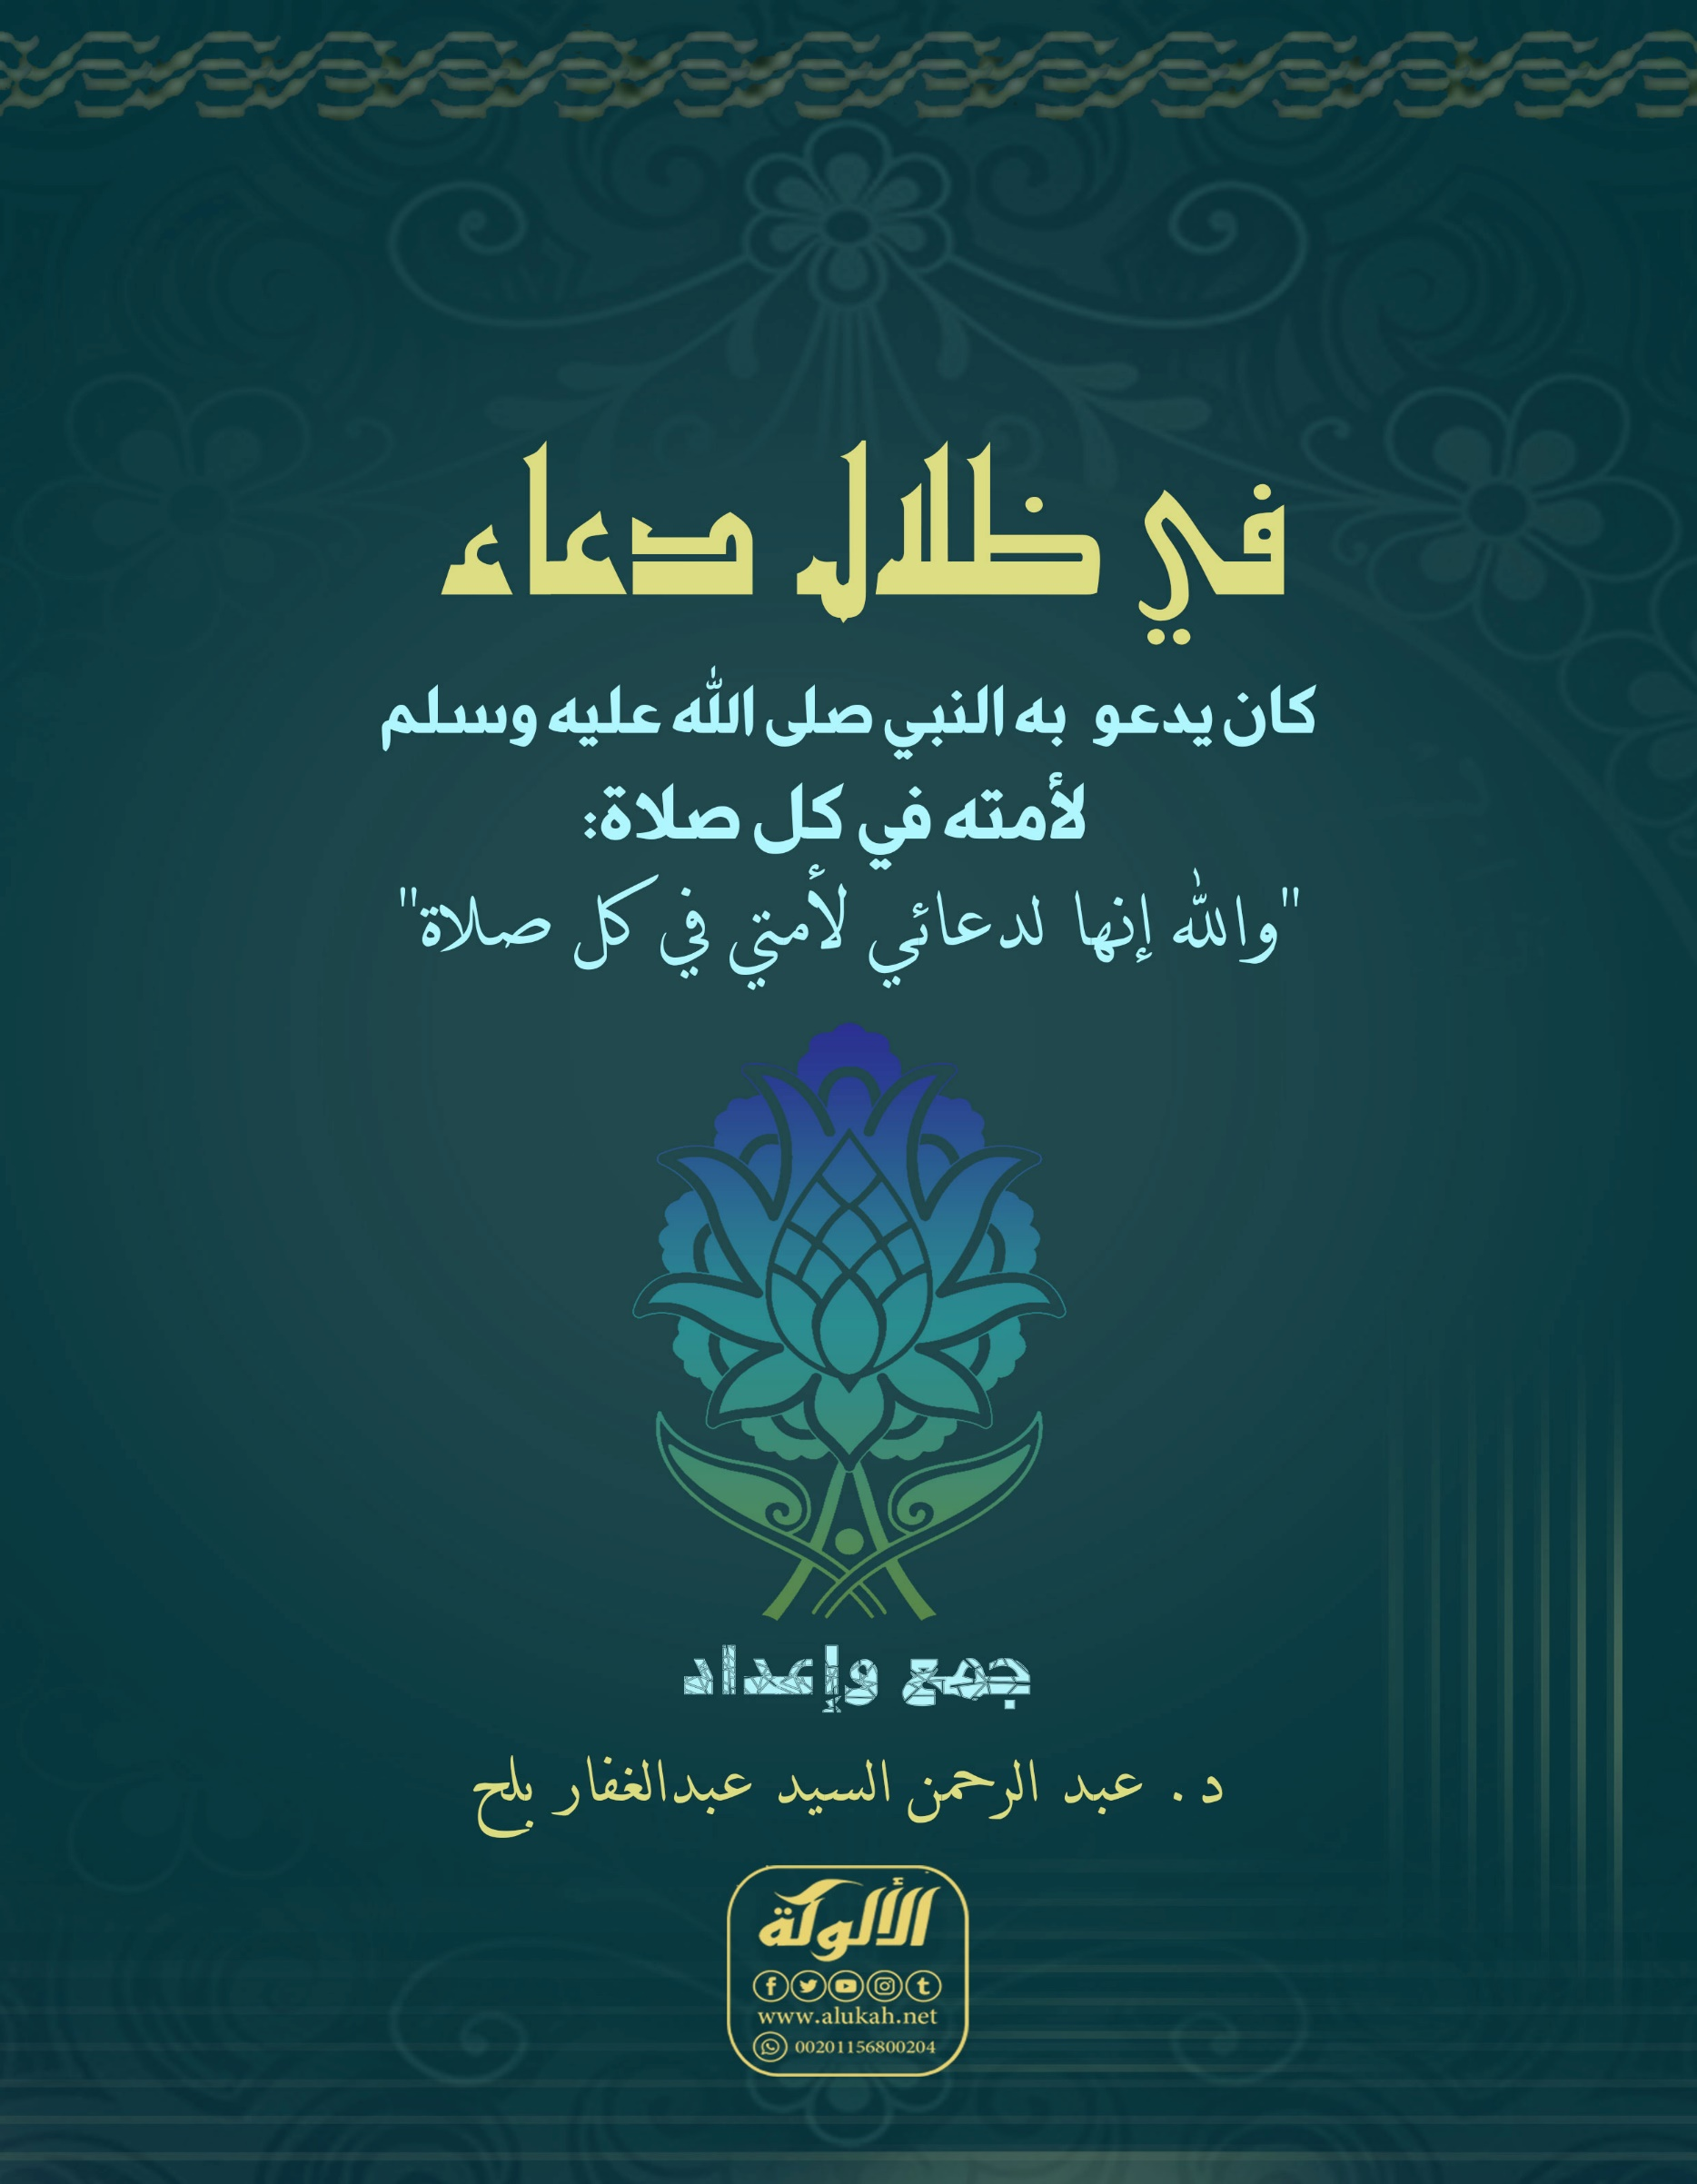 في ظلال دعاء
كان يدعو به النبي صلى الله عليه وسلم
لأمته في كل صلاة:
"والله إنها لدعائي لأمتي في كل صلاة"
جمع وإعداد
د. عبد الرحمن السيد عبدالغفار بلح
الألوكة
www.alukah.net
00201156800204